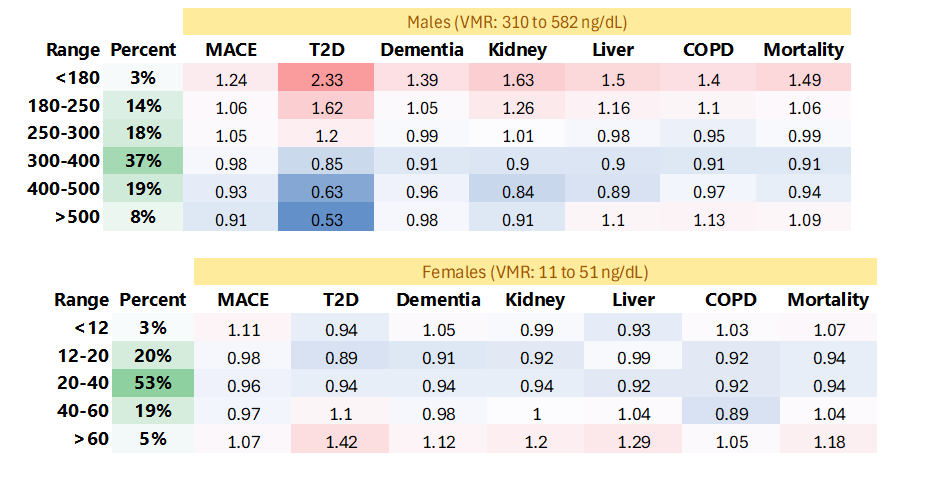 Males (VMR: 310 to 582 ng/dL)
Range Percent MACE T2D Dementia Kidney Liver COPD Mortality
<180 3% 1.24 2.33 1.39 1.63 1.5 1.4 1.49
180-250 14% 1.06 1.62 1.05 1.26 1.16 1.1 1.06
250-300 18% 1.05 1.2 0.99 1.01 0.98 0.95 0.99
300-400 37% 0.98 0.85 0.91 0.9 0.9 0.91 0.91
400-500 19% 0.93 0.63 0.96 0.84 0.89 0.97 0.94
>500 8% 0.91 0.53 0.98 0.91 1.1 1.13 1.09
Females (VMR: 11 to 51 ng/dL)
Range Percent MACE T2D Dementia Kidney Liver COPD Mortality
<12 3% 1.11 0.94 1.05 0.99 0.93 1.03 1.07
12-20 20% 0.98 0.89 0.91 0.92 0.99 0.92 0.94
20-40 53% 0.96 0.94 0.94 0.94 0.92 0.92 0.94
40-60 19% 0.97 1.1 0.98 1 1.04 0.89 1.04
>60 5% 1.07 1.42 1.12 1.2 1.29 1.05 1.18